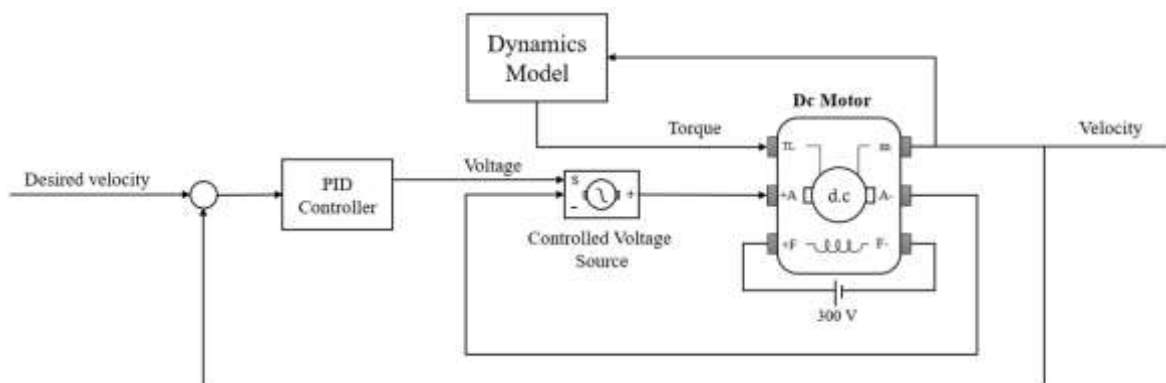 Dynamics
Model
Dc Motor
Torque
Velocity
TL
m
Desired velocity
PID
Controller
Voltage
s
-
+
+A
d.c
A-
Controlled Voltage
Source
+F
F-
300 V